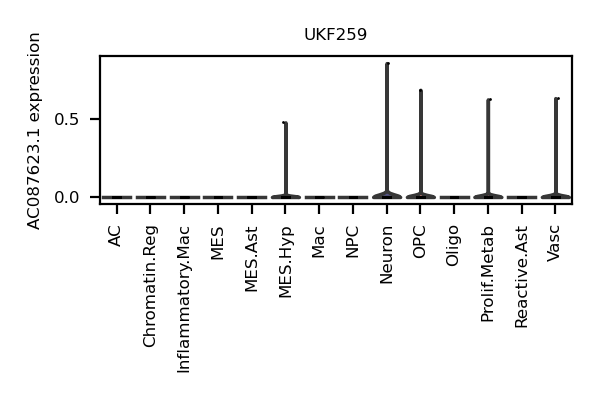 UKF259
AC087623.1 expression
0.5
0.0
AC
Chromatin.Reg
Inflammatory.Mac
MES
MES.Ast
MES.Hyp
Mac
NPC
Neuron
OPC
Oligo
Prolif.Metab
Reactive.Ast
Vasc